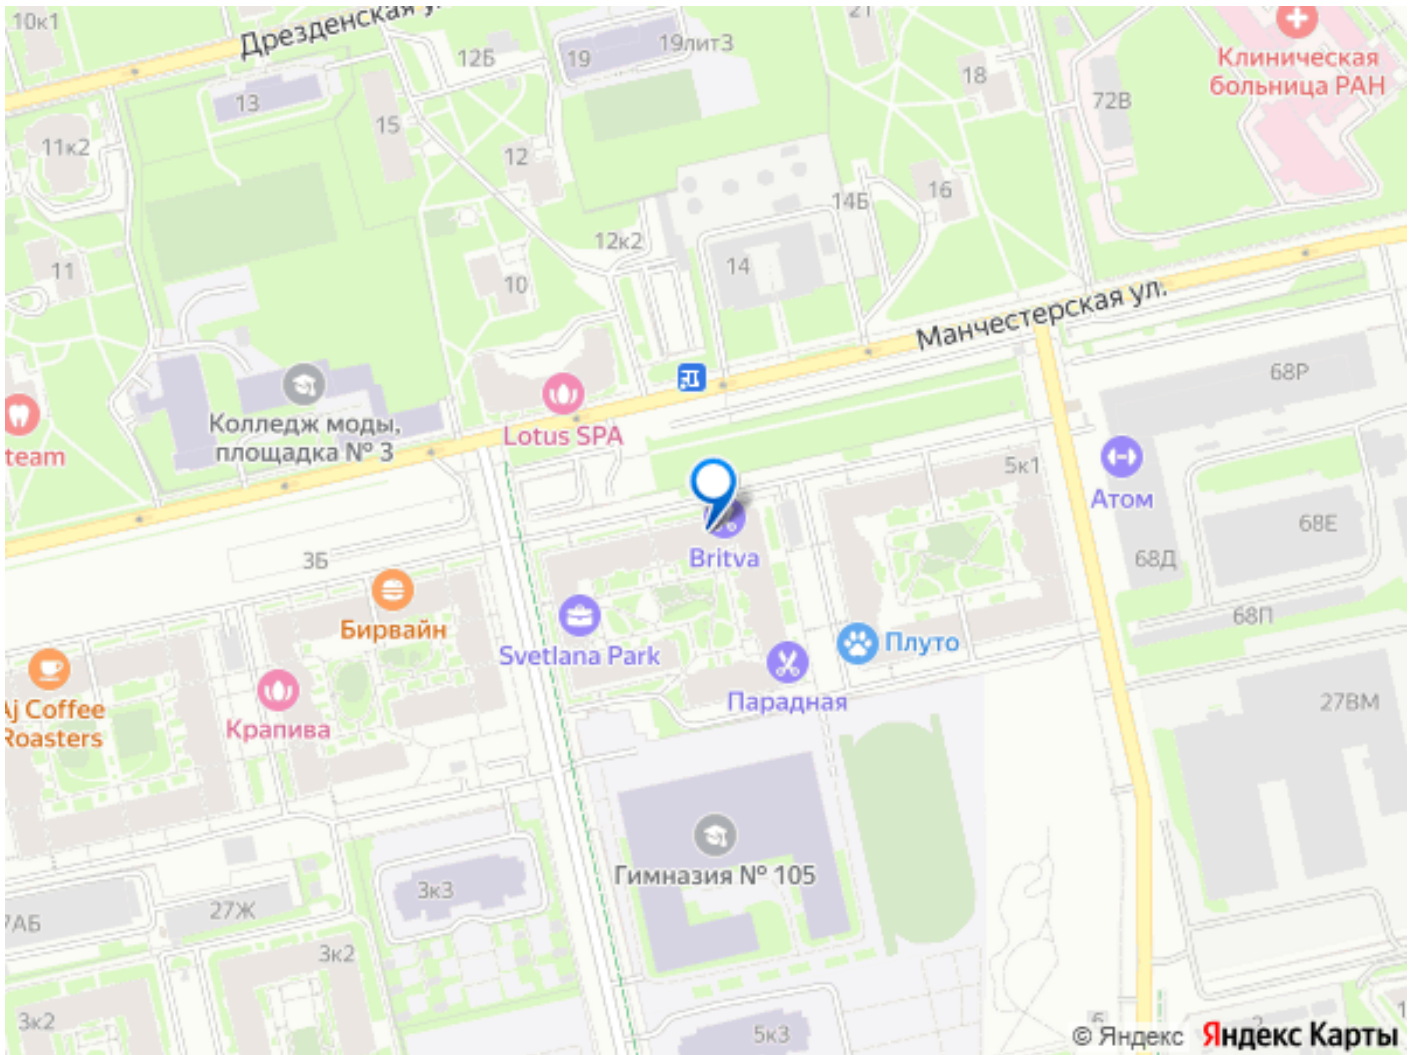 10к1
Дрезденская у
21
12Б
19
19лит3
18
Клиническая
больница РАН
72В
13
15
11к2
12
16
14Б
12к2
11
14
10
Манчестерская ул.
68Р
Колледж моды,
площадка № 3
team
Lotus SPA
5к1
Атом
68Е
3Б
Britva
68Д
Бирвайн
68П
Svetlana Park
Плуто
Парадная
Aj Coffee
Roasters
Крапива
27ВМ
Гимназия № 105
3к3
27Ж
7АБ
3к2
3к2
5к3
© Яндекс
Яндекс Карты